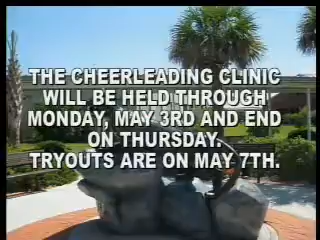 THE CHEERLEADING CLINIC
WILL BE HELD THROUGH
MONDAY, MAY 3RD AND END
ON THURSDAY.
TRYOUTS ARE ON MAY 7TH.